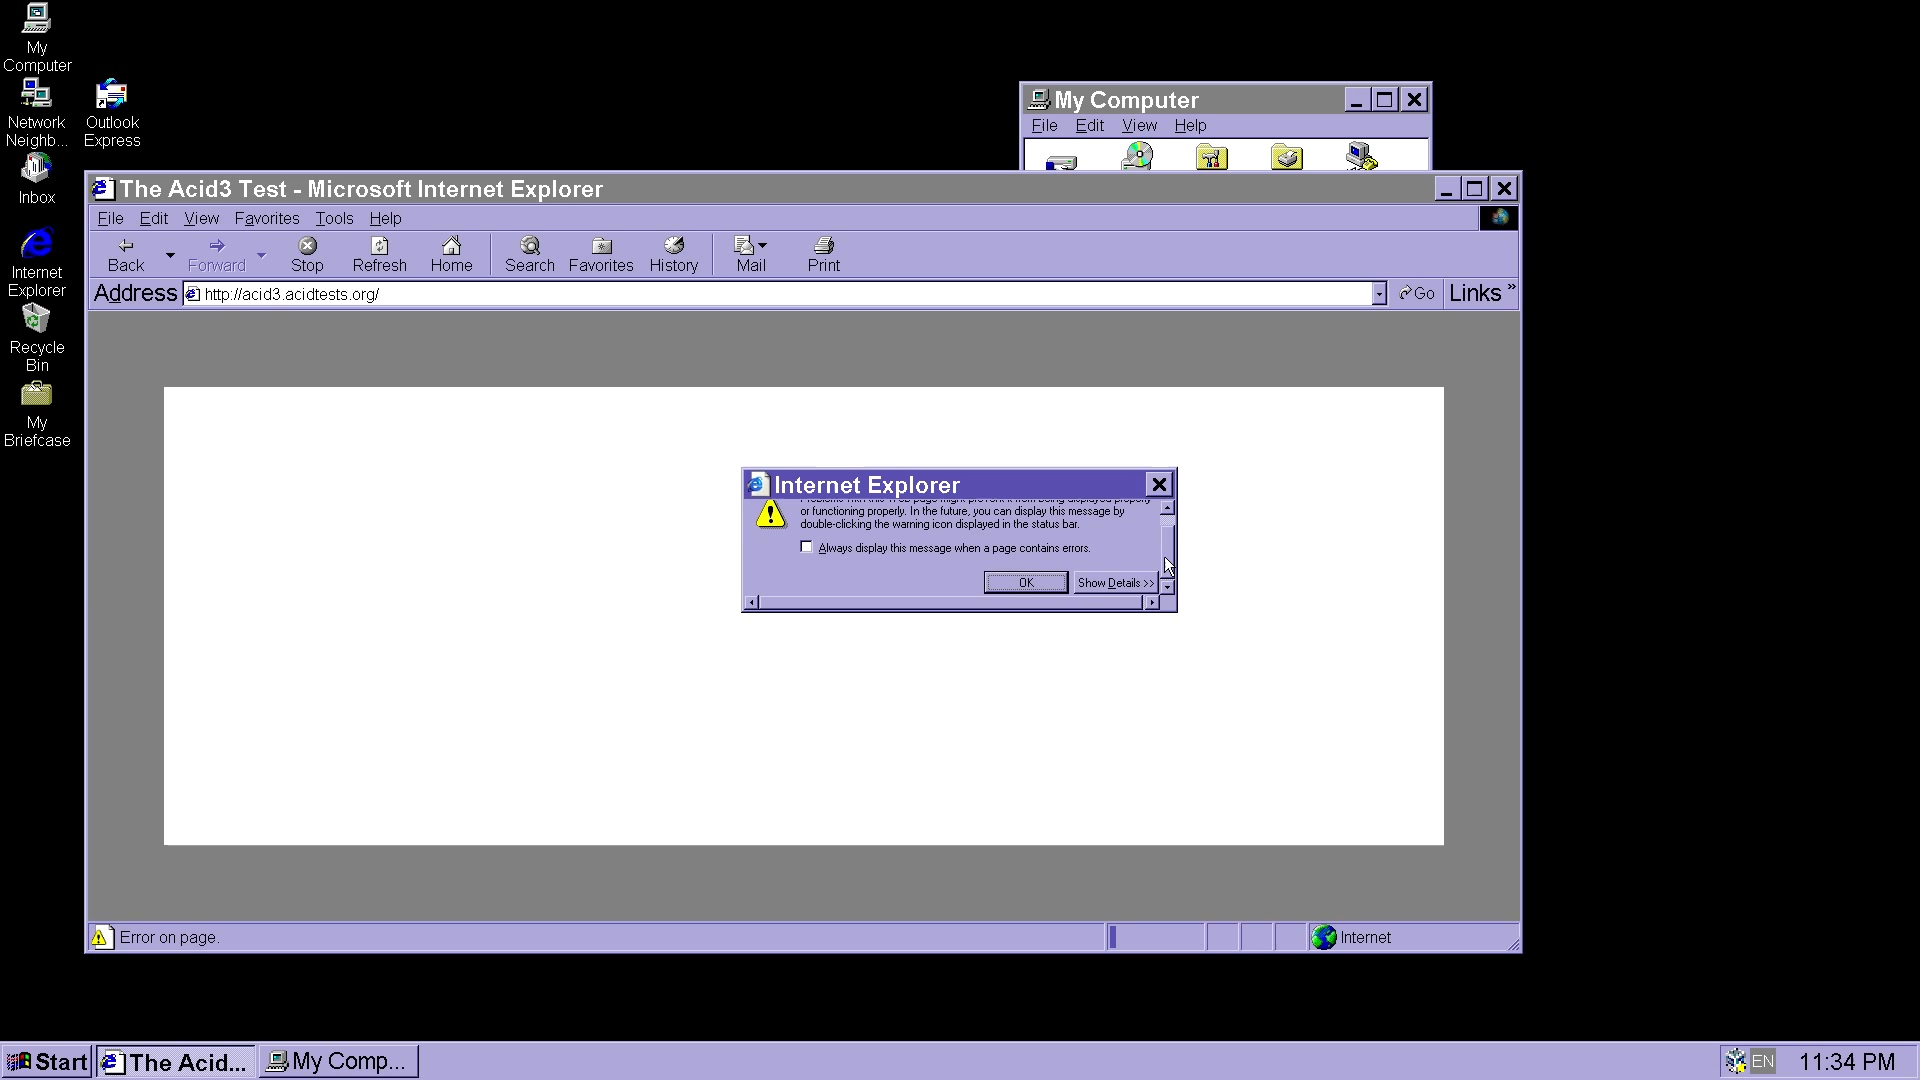 My
Computer
Network
Neighb...
Outlook
Express
Inbox
Internet
Explorer
Recycle
Bin
My
Briefcase
My Computer
File Edit View Help
The Acid3 Test - Microsoft Internet Explorer
File Edit View Favorites Tools Help
Back Forward Stop Refresh Home Search Favorites History Mail Print
Address http://acid3.acidtests.org/ Go Links »
Internet Explorer
or functioning properly. In the future, you can display this message by
double-clicking the warning icon displayed in the status bar.
Always display this message when a page contains errors.
OK Show Details >>
Error on page. Internet
Start The Acid... My Comp... EN 11:34 PM